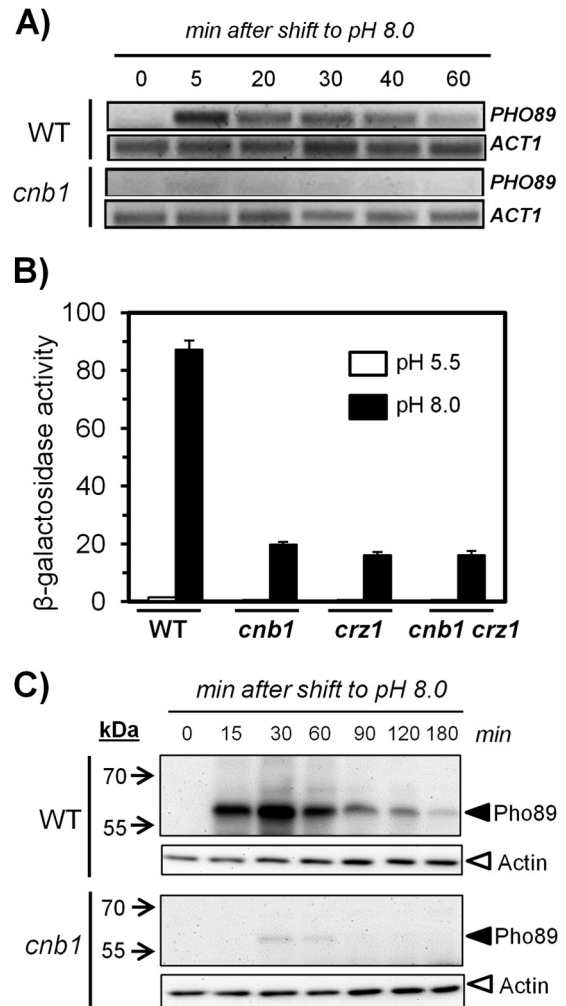 A)
min after shift to pH 8.0
0 5 20 30 40 60
WT
PHO89
ACT1
cnb1
PHO89
ACT1
B)
β-galactosidase activity
100
80
60
40
20
0
pH 5.5
pH 8.0
WT cnb1 crz1 cnb1 crz1
C)
min after shift to pH 8.0
kDa 0 15 30 60 90 120 180 min
WT
70
55
Pho89
Actin
cnb1
70
55
Pho89
Actin